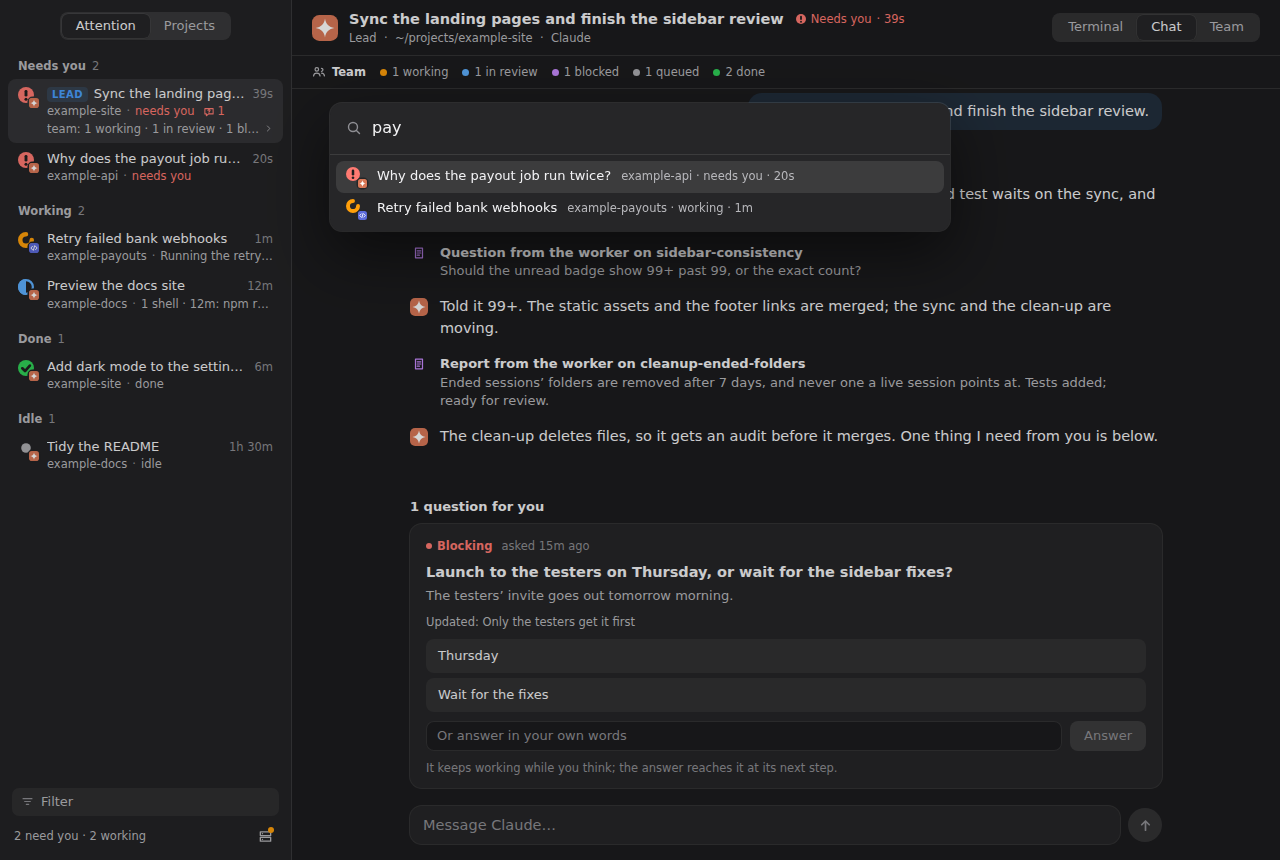 Attention Projects
Needs you 2
LEAD Sync the landing pag… 39s
example-site · needs you 1
team: 1 working · 1 in review · 1 bl… ›
Why does the payout job ru… 20s
example-api · needs you
Working 2
Retry failed bank webhooks 1m
example-payouts · Running the retry…
Preview the docs site 12m
example-docs · 1 shell · 12m: npm r…
Done 1
Add dark mode to the settin… 6m
example-site · done
Idle 1
Tidy the README 1h 30m
example-docs · idle
Filter
2 need you · 2 working
Sync the landing pages and finish the sidebar review Needs you · 39s
Lead · ~/projects/example-site · Claude
Terminal Chat Team
Team 1 working 1 in review 1 blocked 1 queued 2 done
nd finish the sidebar review.
pay
Why does the payout job run twice? example-api · needs you · 20s
d test waits on the sync, and
Retry failed bank webhooks example-payouts · working · 1m
Question from the worker on sidebar-consistency
Should the unread badge show 99+ past 99, or the exact count?
Told it 99+. The static assets and the footer links are merged; the sync and the clean-up are
moving.
Report from the worker on cleanup-ended-folders
Ended sessions’ folders are removed after 7 days, and never one a live session points at. Tests added;
ready for review.
The clean-up deletes files, so it gets an audit before it merges. One thing I need from you is below.
1 question for you
Blocking asked 15m ago
Launch to the testers on Thursday, or wait for the sidebar fixes?
The testers’ invite goes out tomorrow morning.
Updated: Only the testers get it first
Thursday
Wait for the fixes
Or answer in your own words Answer
It keeps working while you think; the answer reaches it at its next step.
Message Claude…